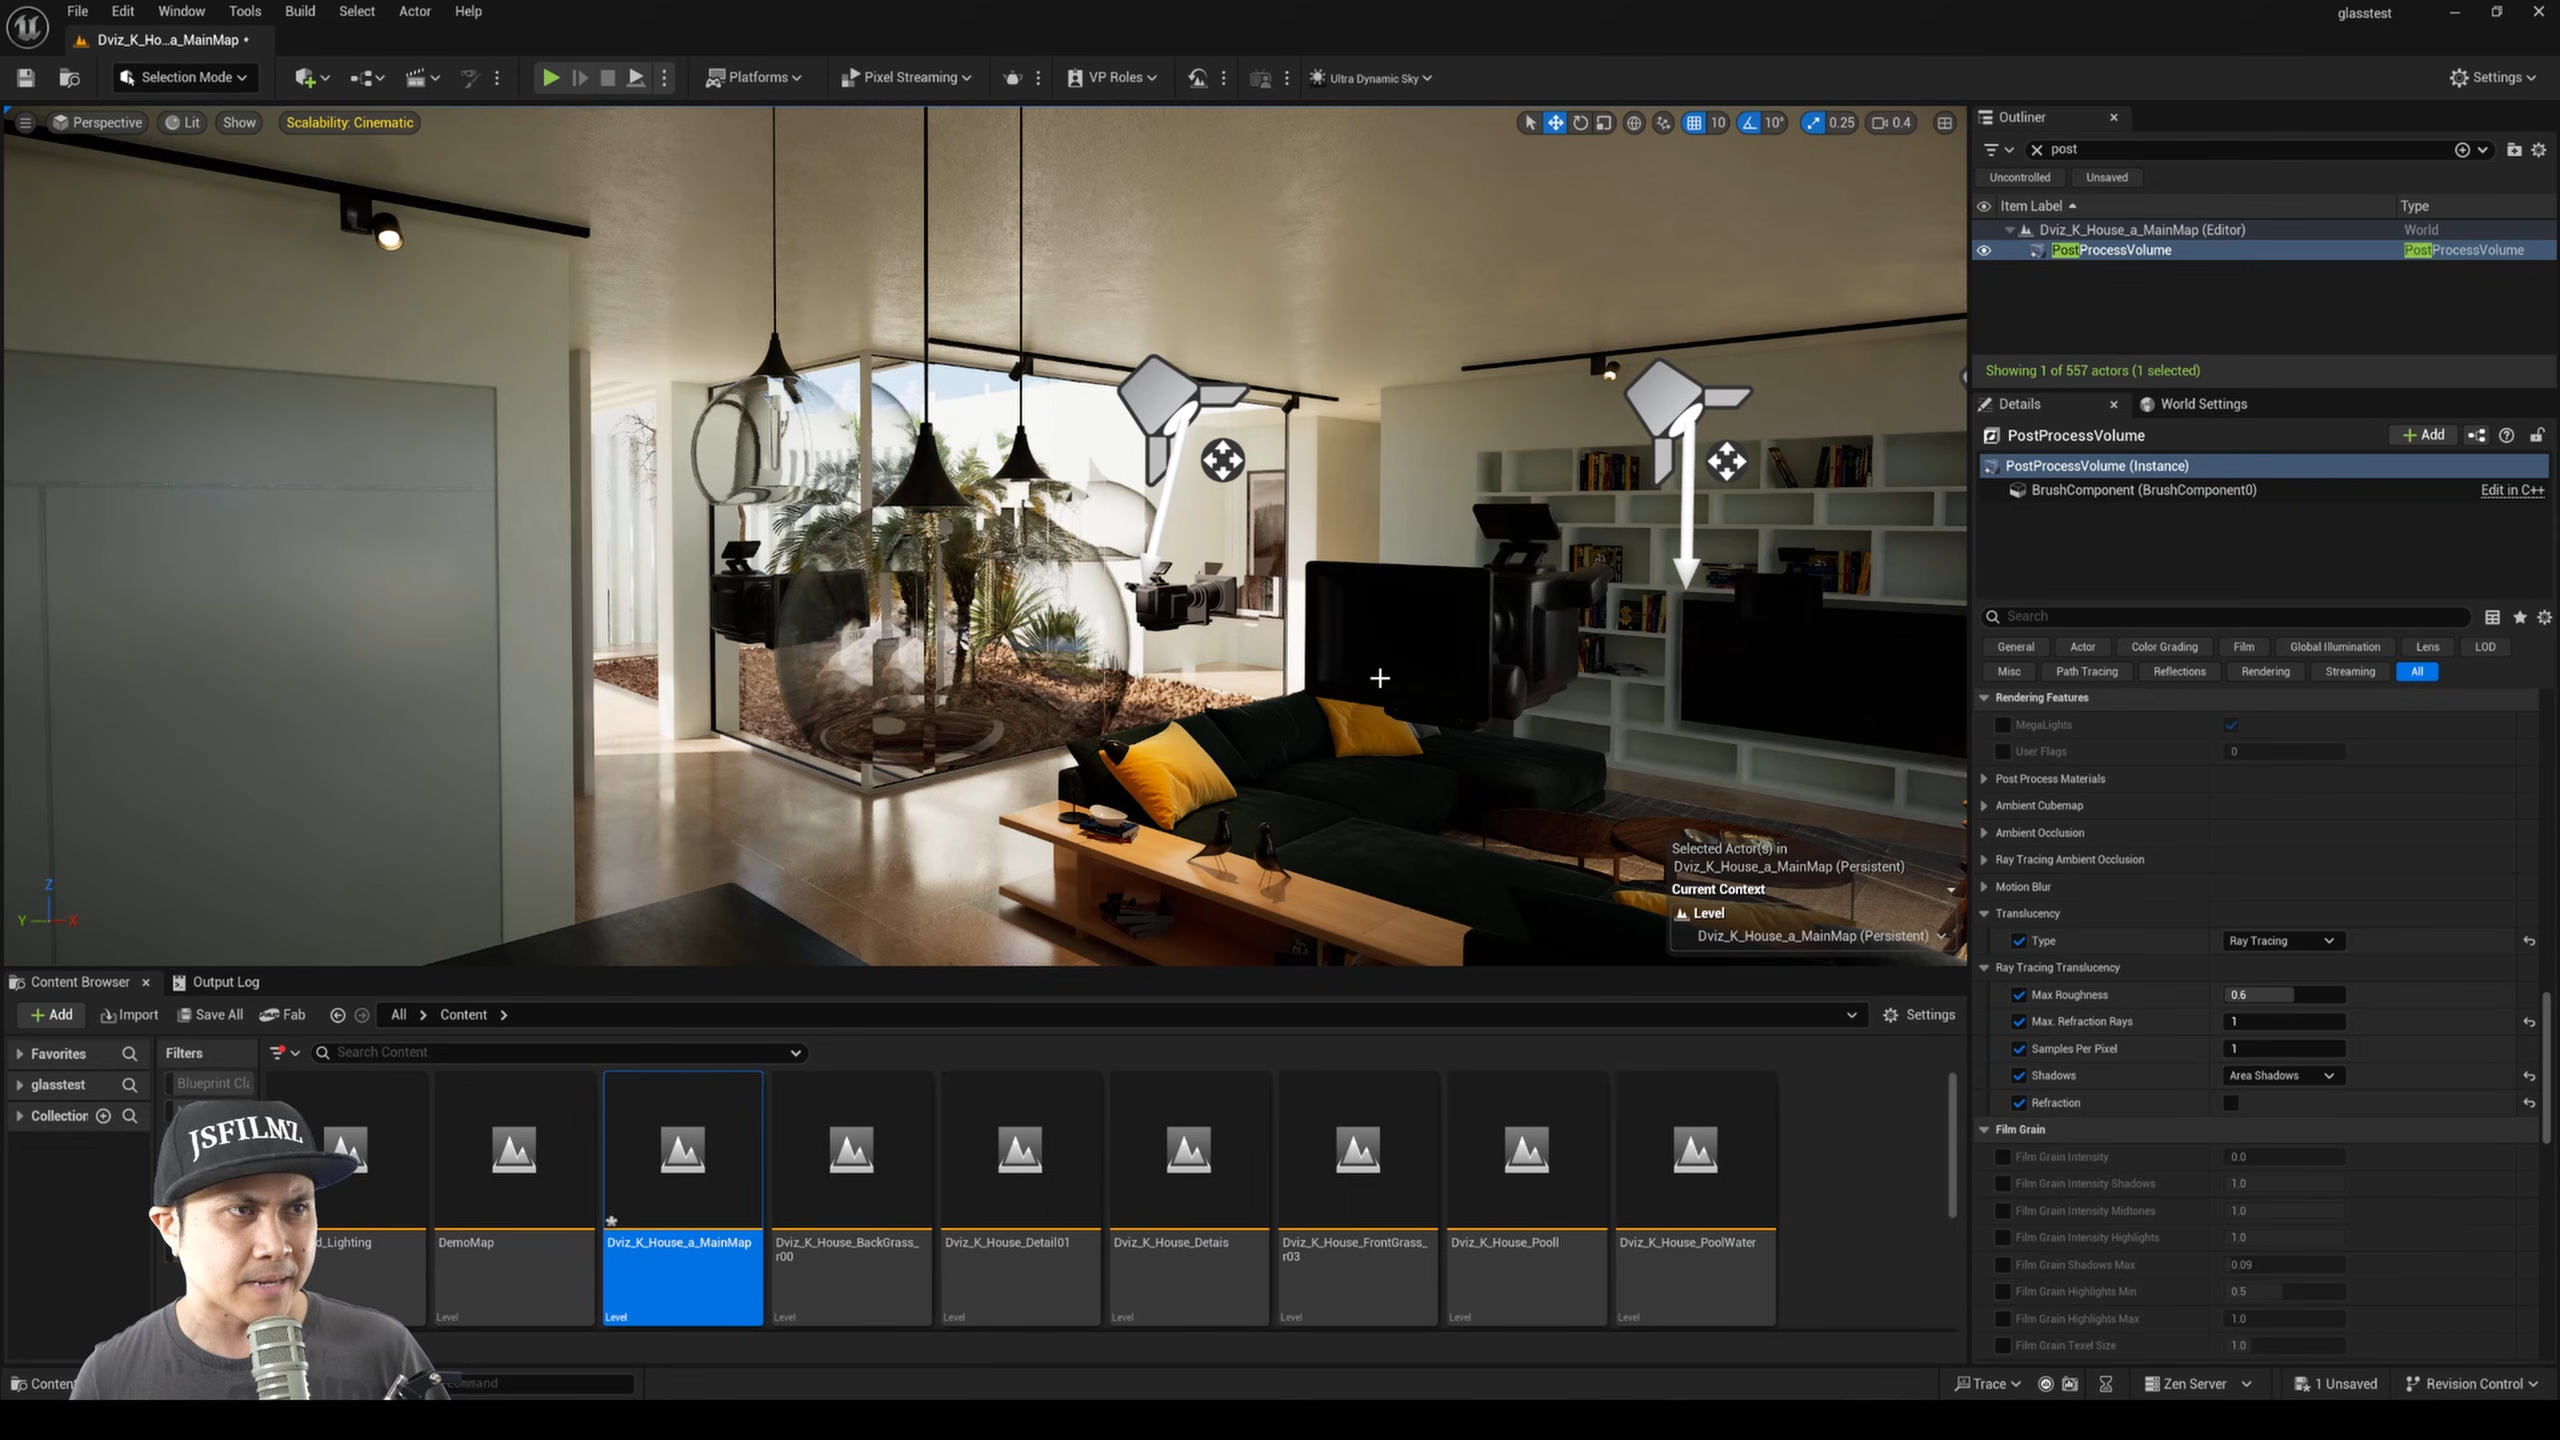 File Edit View Window Tools Build Select Actor Help
glasstest
Dviz_K_Ho...a_MainMap •
Selection Mode
Platforms
Pixel Streaming
VP Roles
Ultra Dynamic Sky
Settings
Perspective
Lit
Show
Scalability: Cinematic
10
10°
0.25
0.4
Selected Actor(s) in
Dviz_K_House_a_MainMap (Persistent)
Current Context
Level
Dviz_K_House_a_MainMap (Persistent)
Z
Y
X
Outliner
post
Uncontrolled
Unsaved
Item Label
Type
Dviz_K_House_a_MainMap (Editor)
World
PostProcessVolume
PostProcessVolume
Showing 1 of 557 actors (1 selected)
Details
World Settings
PostProcessVolume
+ Add
PostProcessVolume (Instance)
BrushComponent (BrushComponent0)
Edit in C++
Search
General Actor Color Grading Film Global Illumination Lens LOD
Misc Path Tracing Reflections Rendering Streaming All
Rendering Features
MegaLights
User Flags 0
Post Process Materials
Ambient Cubemap
Ambient Occlusion
Ray Tracing Ambient Occlusion
Motion Blur
Translucency
Type Ray Tracing
Ray Tracing Translucency
Max Roughness 0.6
Max. Refraction Rays 1
Samples Per Pixel 1
Shadows Area Shadows
Refraction
Film Grain
Film Grain Intensity 0.0
Film Grain Intensity Shadows 1.0
Film Grain Intensity Midtones 1.0
Film Grain Intensity Highlights 1.0
Film Grain Shadows Max 0.09
Film Grain Highlights Min 0.5
Film Grain Highlights Max 1.0
Film Grain Texel Size 1.0
Content Browser
Output Log
+ Add
Import
Save All
Fab
All > Content >
Settings
Favorites
glasstest
Collection
Filters
Blueprint Cla
Search Content
d_Lighting
DemoMap
Level
Dviz_K_House_a_MainMap
Level
Dviz_K_House_BackGrass_
r00
Level
Dviz_K_House_Detail01
Level
Dviz_K_House_Detais
Level
Dviz_K_House_FrontGrass_
r03
Level
Dviz_K_House_Pooll
Level
Dviz_K_House_PoolWater
Level
JSFILMZ
Content
ommand
Trace
Zen Server
1 Unsaved
Revision Control